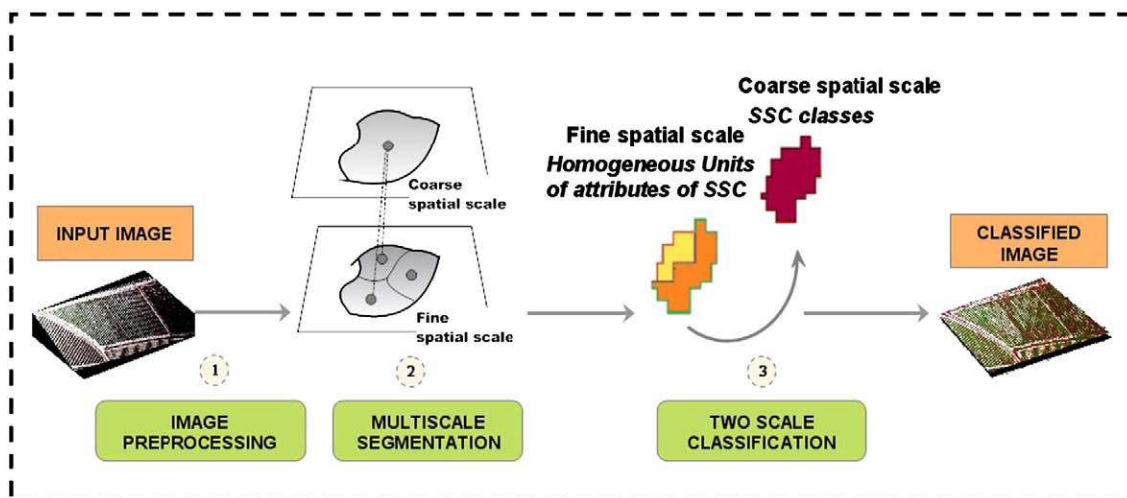 INPUT IMAGE
1
IMAGE
PREPROCESSING
Coarse
spatial scale
Fine
spatial scale
2
MULTISCALE
SEGMENTATION
Fine spatial scale
Homogeneous Units
of attributes of SSC
Coarse spatial scale
SSC classes
3
TWO SCALE
CLASSIFICATION
CLASSIFIED
IMAGE